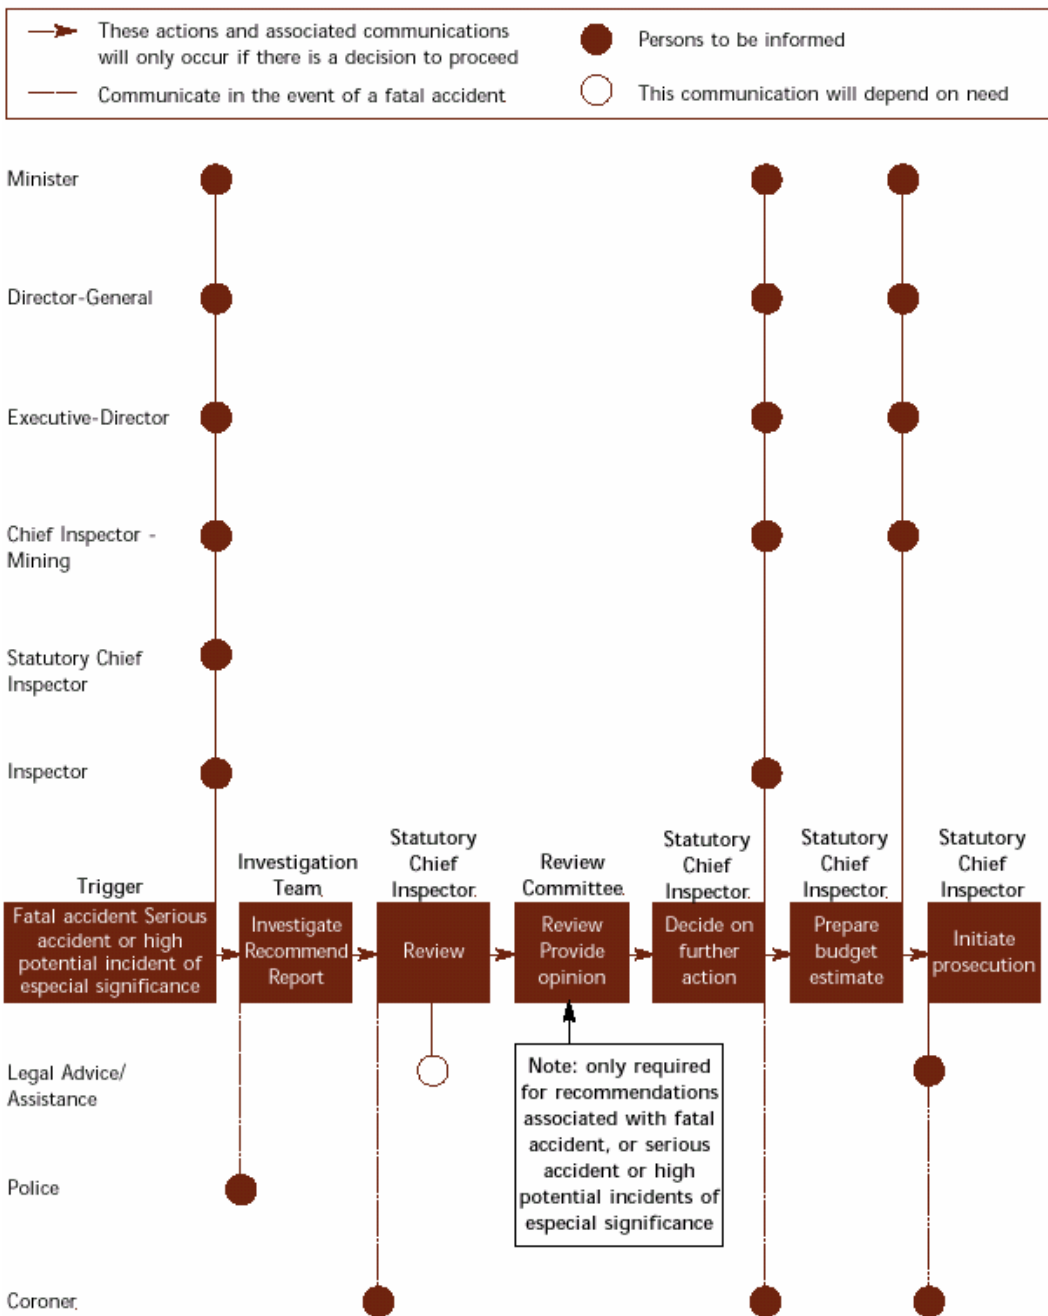 These actions and associated communications
will only occur if there is a decision to proceed
Persons to be informed
Communicate in the event of a fatal accident
This communication will depend on need
Minister
Director-General
Executive-Director
Chief Inspector -
Mining
Statutory Chief
Inspector
Inspector
Trigger
Fatal accident Serious
accident or high
potential incident of
especial significance
Investigation
Team.
Investigate
Recommend
Report
Statutory
Chief
Inspector.
Review
Review
Committee.
Review
Provide
opinion
Statutory
Chief
Inspector.
Decide on
further
action
Statutory
Chief
Inspector.
Prepare
budget
estimate
Statutory
Chief
Inspector
Initiate
prosecution
Legal Advice/
Assistance
Note: only required
for recommendations
associated with fatal
accident, or serious
accident or high
potential incidents of
especial significance
Police
Coroner.